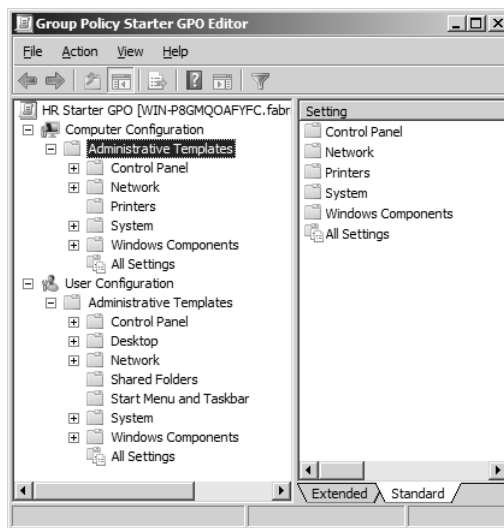 Group Policy Starter GPO Editor
File Action View Help
HR Starter GPO [WIN-P8GMQOAFYFC.fabr
Computer Configuration
Administrative Templates
Control Panel
Network
Printers
System
Windows Components
All Settings
User Configuration
Administrative Templates
Control Panel
Desktop
Network
Shared Folders
Start Menu and Taskbar
System
Windows Components
All Settings
Setting
Control Panel
Network
Printers
System
Windows Components
All Settings
Extended Standard